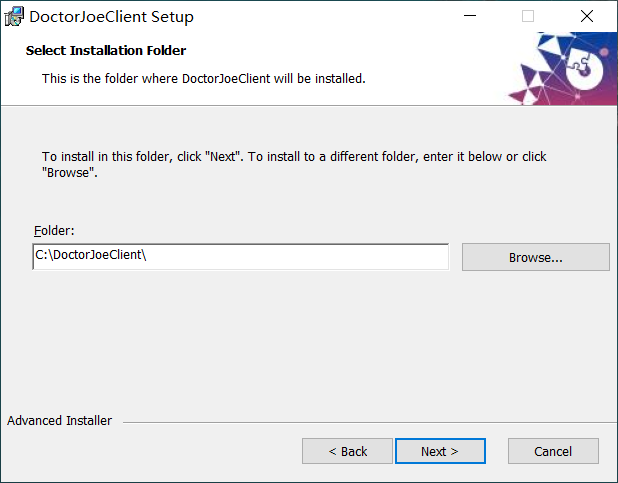 DoctorJoeClient Setup
Select Installation Folder
This is the folder where DoctorJoeClient will be installed.
To install in this folder, click "Next". To install to a different folder, enter it below or click
"Browse".
Folder:
C:\DoctorJoeClient\
Browse...
Advanced Installer
< Back
Next >
Cancel